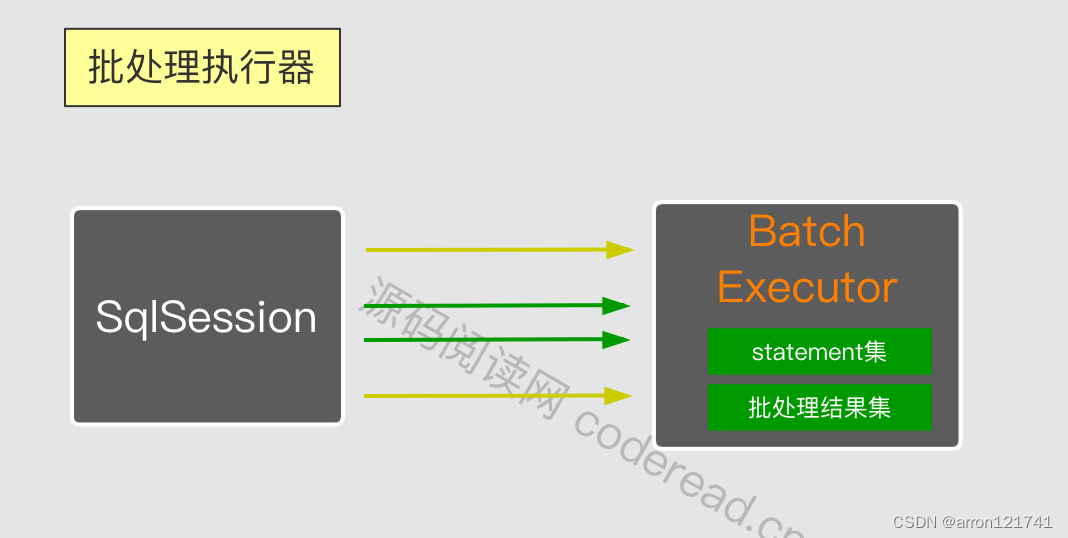 批处理执行器
SqlSession
Batch
Executor
statement集
批处理结果集
源码阅读网 coderead.cn
CSDN @arron121741